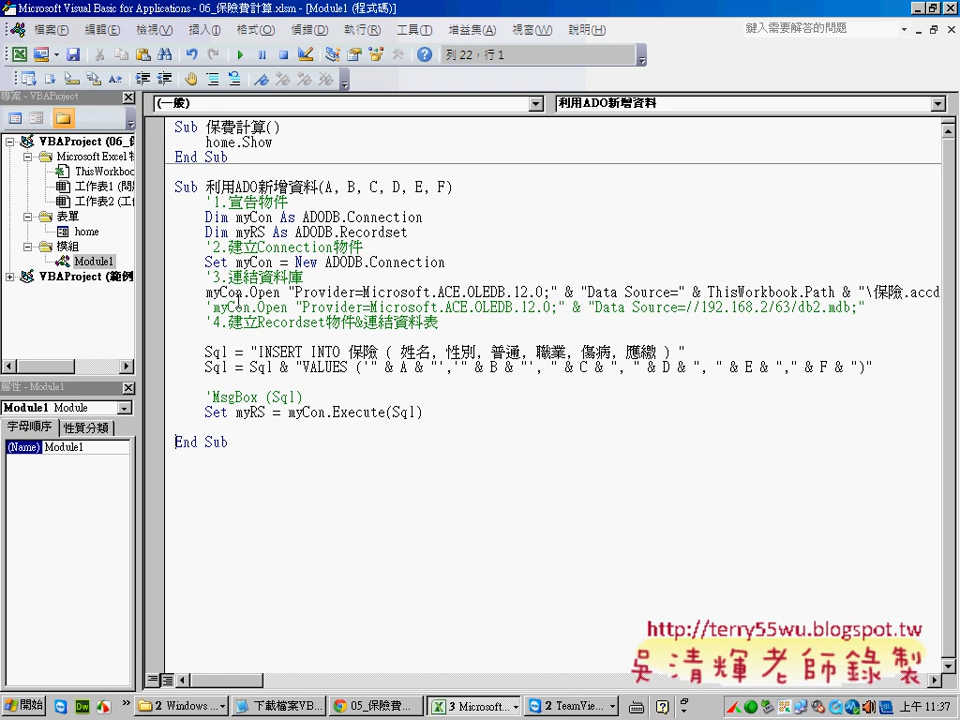 Microsoft Visual Basic for Applications - 06_保險費計算.xlsm - [Module1 (程式碼)]
檔案(F) 編輯(E) 檢視(V) 插入(I) 格式(O) 偵錯(D) 執行(R) 工具(T) 增益集(A) 視窗(W) 說明(H) 鍵入需要解答的問題
列 22, 行 1
專案 - VBAProject
(一般) 利用ADO新增資料
VBAProject (06_保
Microsoft Excel 物
ThisWorkboo
工作表1 (問
工作表2 (工
表單
home
模組
Module1
VBAProject (範例
屬性 - Module1
Module1 Module
字母順序 性質分類
(Name) Module1
Sub 保費計算()
home.Show
End Sub
Sub 利用ADO新增資料(A, B, C, D, E, F)
'1.宣告物件
Dim myCon As ADODB.Connection
Dim myRS As ADODB.Recordset
'2.建立Connection物件
Set myCon = New ADODB.Connection
'3.連結資料庫
myCon.Open "Provider=Microsoft.ACE.OLEDB.12.0;" & "Data Source=" & ThisWorkbook.Path & "\保險.accd
'myCon.Open "Provider=Microsoft.ACE.OLEDB.12.0;" & "Data Source=//192.168.2/63/db2.mdb;"
'4.建立Recordset物件&連結資料表
Sql = "INSERT INTO 保險 ( 姓名, 性別, 普通, 職業, 傷病, 應繳 ) "
Sql = Sql & "VALUES ('" & A & "','" & B & "', " & C & ", " & D & ", " & E & "," & F & ")"
'MsgBox (Sql)
Set myRS = myCon.Execute(Sql)
End Sub
http://terry55wu.blogspot.tw
吳清輝老師錄製
開始 2 Windows... 下載檔案VB... 05_保險費... 3 Microsoft... 2 TeamVie... 上午 11:37